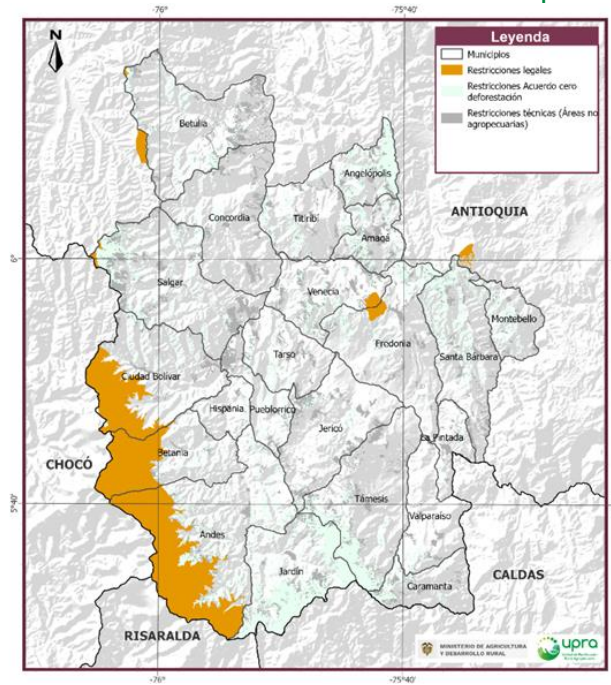 -76°
-75°40'
N
Leyenda
Municipios
Restricciones legales
Restricciones Acuerdo cero
deforestación
Restricciones técnicas (Áreas no
agropecuarias)
Betulia
Angelópolis
ANTIOQUIA
Concordia
Titiribí
Amagá
6°
6°
Salgar
Venecia
Montebello
Fredonia
Santa Bárbara
Tarso
Ciudad Bolívar
Hispania
Pueblorrico
Jericó
La Pintada
CHOCÓ
Betania
5°40'
5°40'
Támesis
Andes
Valparaíso
Jardín
CALDAS
Caramanta
RISARALDA
MINISTERIO DE AGRICULTURA
Y DESARROLLO RURAL
upra
-76°
-75°40'